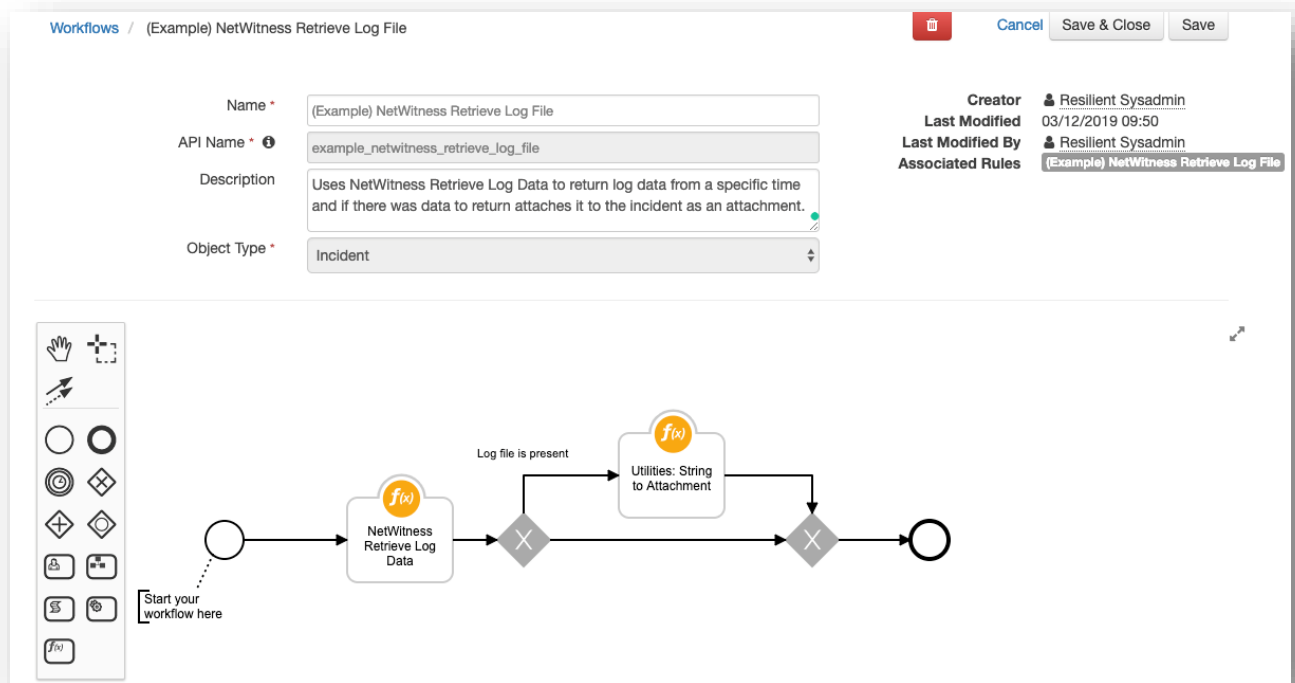 Workflows / (Example) NetWitness Retrieve Log File
Cancel Save & Close Save
Name *
(Example) NetWitness Retrieve Log File
API Name *
example_netwitness_retrieve_log_file
Description
Uses NetWitness Retrieve Log Data to return log data from a specific time
and if there was data to return attaches it to the incident as an attachment.
Object Type *
Incident
Creator Resilient Sysadmin
Last Modified 03/12/2019 09:50
Last Modified By Resilient Sysadmin
Associated Rules (Example) NetWitness Retrieve Log File
Log file is present
f(x)
Utilities: String
to Attachment
f(x)
NetWitness
Retrieve Log
Data
X
X
Start your
workflow here
f(x)